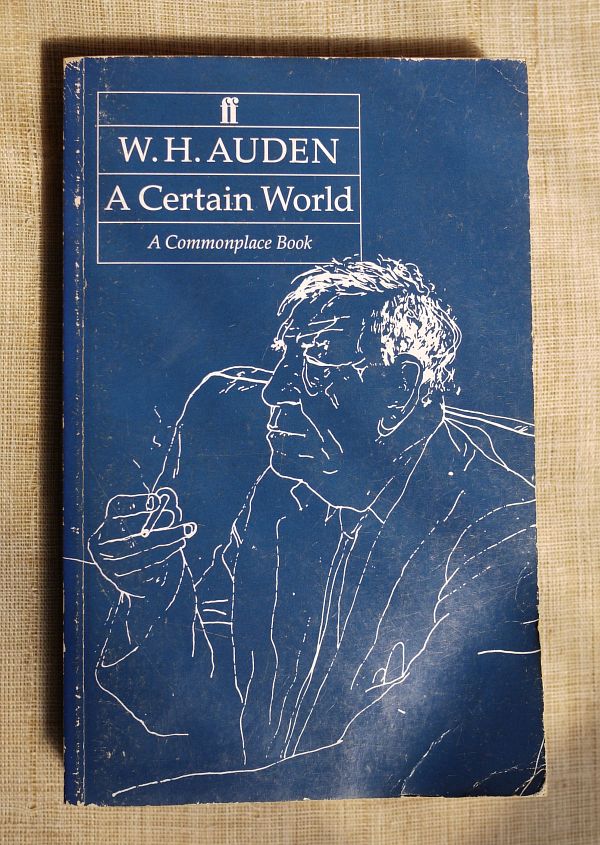 ff
W. H. AUDEN
A Certain World
A Commonplace Book